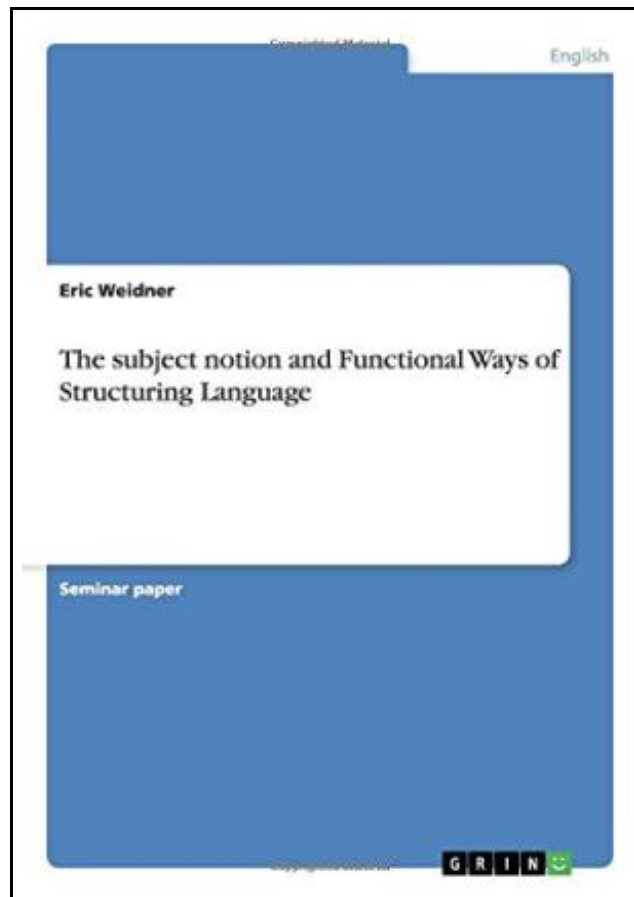 English
Eric Weidner
The subject notion and Functional Ways of
Structuring Language
Seminar paper
GRIN